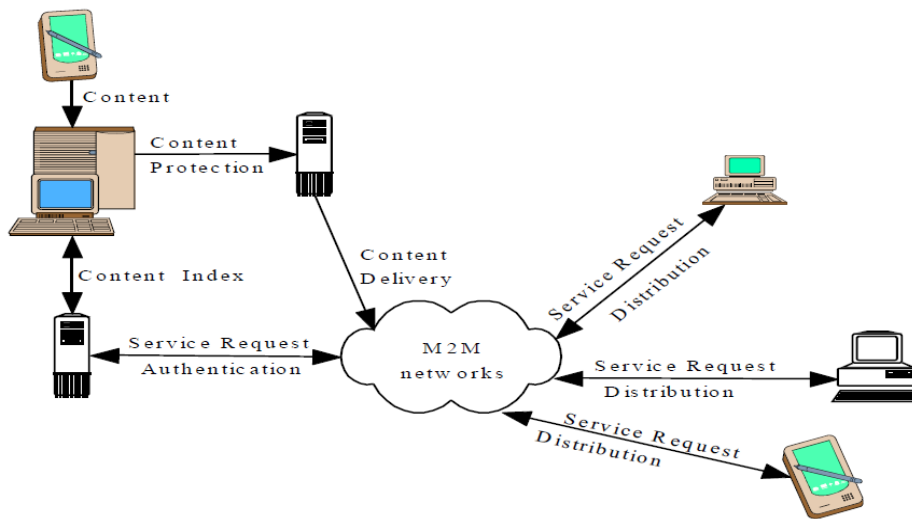 Content
Content
Protection
Content Index
Content
Delivery
Service Request
Authentication
M2M
networks
Service Request
Distribution
Service Request
Distribution
Service Request
Distribution